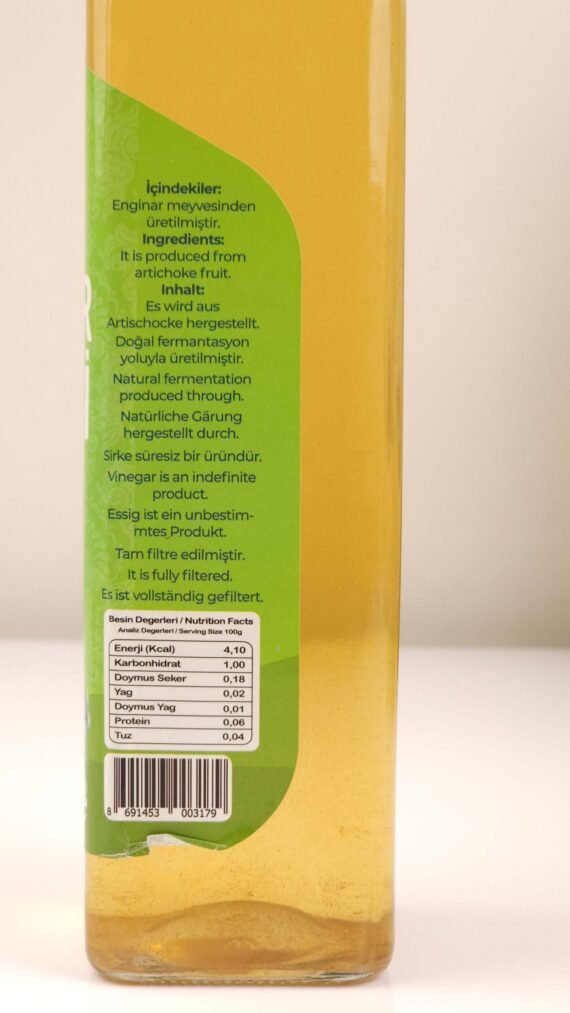 İçindekiler:
Enginar meyvesinden
üretilmiştir.
Ingredients:
It is produced from
artichoke fruit.
Inhalt:
Es wird aus
Artischocke hergestellt.
Doğal fermantasyon
yoluyla üretilmiştir.
Natural fermentation
produced through.
Natürliche Gärung
hergestellt durch.
Sirke süresiz bir üründür.
Vinegar is an indefinite
product.
Essig ist ein unbestim-
mtes Produkt.
Tam filtre edilmiştir.
It is fully filtered.
Es ist vollständig gefiltert.
Besin Degerleri / Nutrition Facts
Analiz Degerleri / Serving Size 100g
Enerji (Kcal) 4,10
Karbonhidrat 1,00
Doymus Seker 0,18
Yag 0,02
Doymus Yag 0,01
Protein 0,06
Tuz 0,04
8 691453 003179